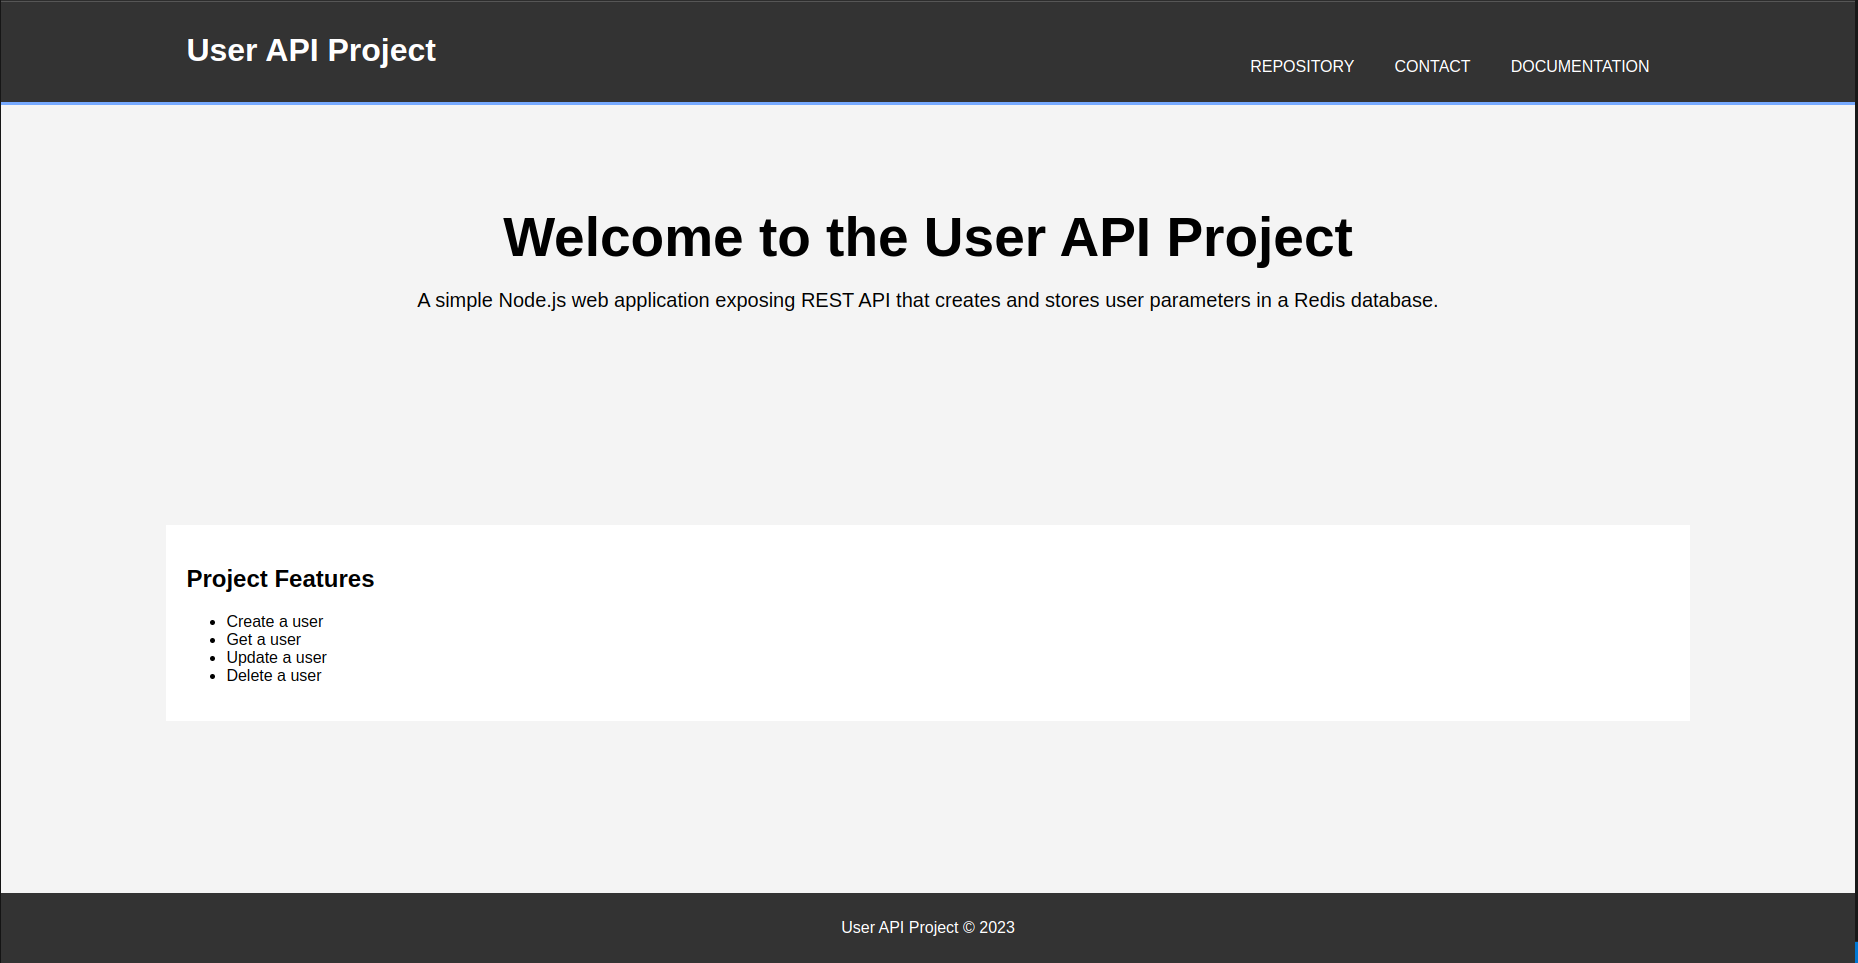 User API Project
REPOSITORY CONTACT DOCUMENTATION
Welcome to the User API Project
A simple Node.js web application exposing REST API that creates and stores user parameters in a Redis database.
Project Features
Create a user
Get a user
Update a user
Delete a user
User API Project © 2023